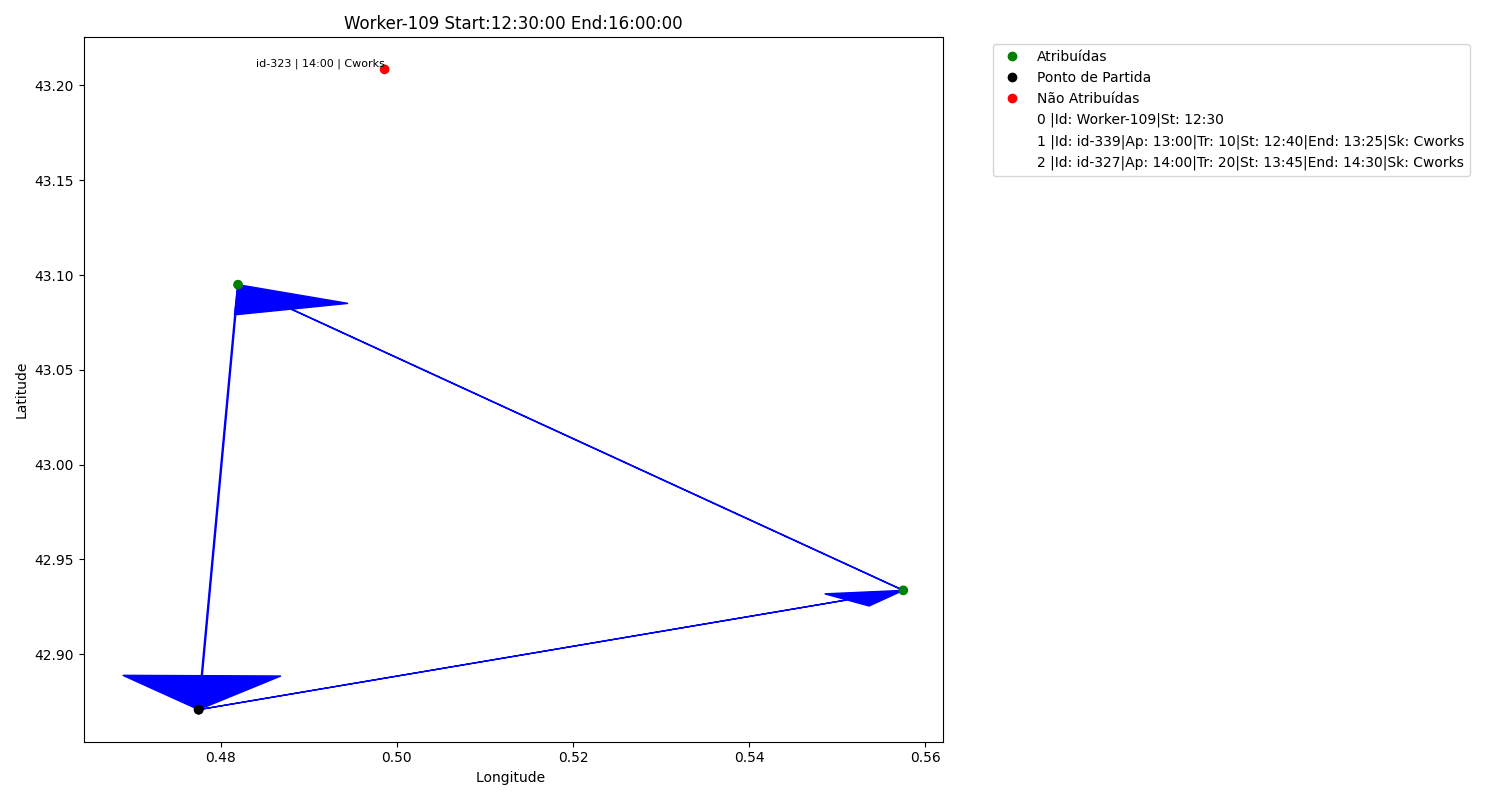 Worker-109 Start:12:30:00 End:16:00:00
id-323 | 14:00 | Cworks
43.20
43.15
43.10
43.05
43.00
42.95
42.90
Latitude
0.48 0.50 0.52 0.54 0.56
Longitude
Atribuídas
Ponto de Partida
Não Atribuídas
0 |Id: Worker-109|St: 12:30
1 |Id: id-339|Ap: 13:00|Tr: 10|St: 12:40|End: 13:25|Sk: Cworks
2 |Id: id-327|Ap: 14:00|Tr: 20|St: 13:45|End: 14:30|Sk: Cworks